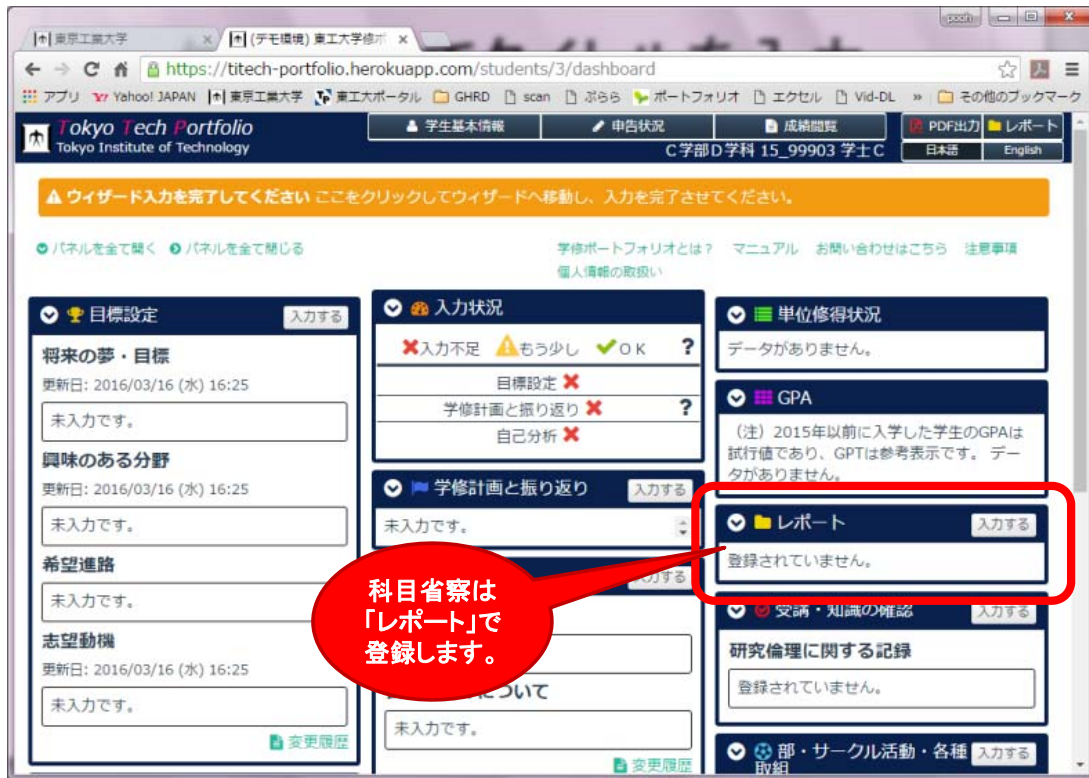 pooh
東京工業大学
(デモ環境) 東工大学修ポ
https://titech-portfolio.herokuapp.com/students/3/dashboard
アプリ Yahoo! JAPAN 東京工業大学 東工大ポータル GHRD scan ぷらら ポートフォリオ エクセル Vid-DL » その他のブックマーク
Tokyo Tech Portfolio
Tokyo Institute of Technology
学生基本情報 申告状況 成績閲覧 PDF出力 レポート
C学部D学科 15_99903 学士C 日本語 English
ウィザード入力を完了してください ここをクリックしてウィザードへ移動し、入力を完了させてください。
パネルを全て開く パネルを全て閉じる
学修ポートフォリオとは? マニュアル お問い合わせはこちら 注意事項
個人情報の取扱い
目標設定 入力する
将来の夢・目標
更新日: 2016/03/16 (水) 16:25
未入力です。
興味のある分野
更新日: 2016/03/16 (水) 16:25
未入力です。
希望進路
未入力です。
志望動機
更新日: 2016/03/16 (水) 16:25
未入力です。
変更履歴
入力状況
入力不足 もう少し OK ?
目標設定
学修計画と振り返り ?
自己分析
学修計画と振り返り 入力する
未入力です。
入力する
科目省察は
「レポート」で
登録します。
について
未入力です。
変更履歴
単位修得状況
データがありません。
GPA
（注）2015年以前に入学した学生のGPAは
試行値であり、GPTは参考表示です。 デー
タがありません。
レポート 入力する
登録されていません。
受講・知識の確認 入力する
研究倫理に関する記録
登録されていません。
部・サークル活動・各種 入力する
取組